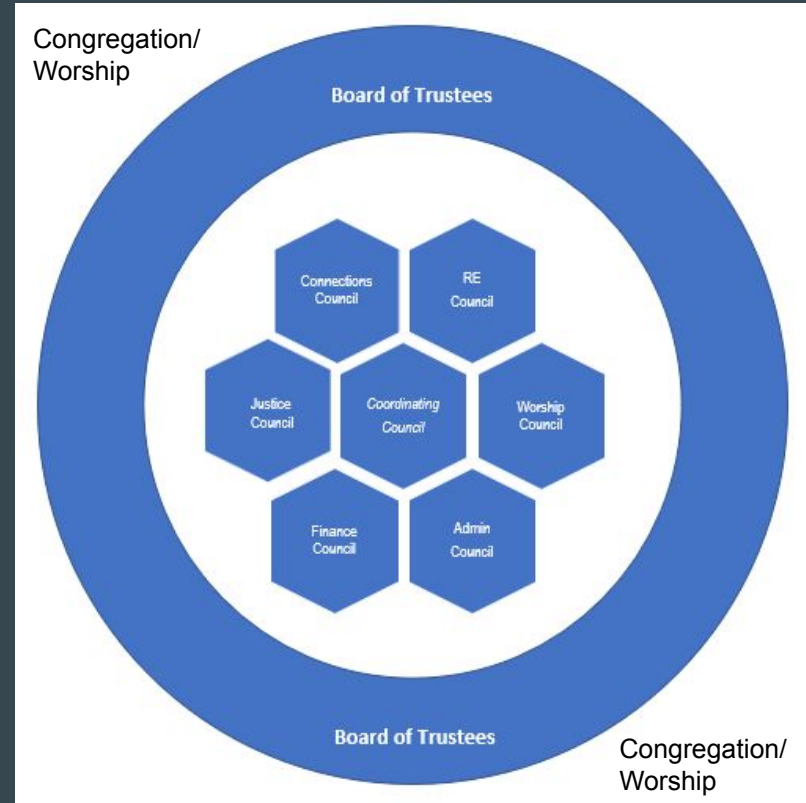 Congregation/
Worship
Board of Trustees
Connections
Council
RE
Council
Justice
Council
Coordinating
Council
Worship
Council
Finance
Council
Admin
Council
Board of Trustees
Congregation/
Worship